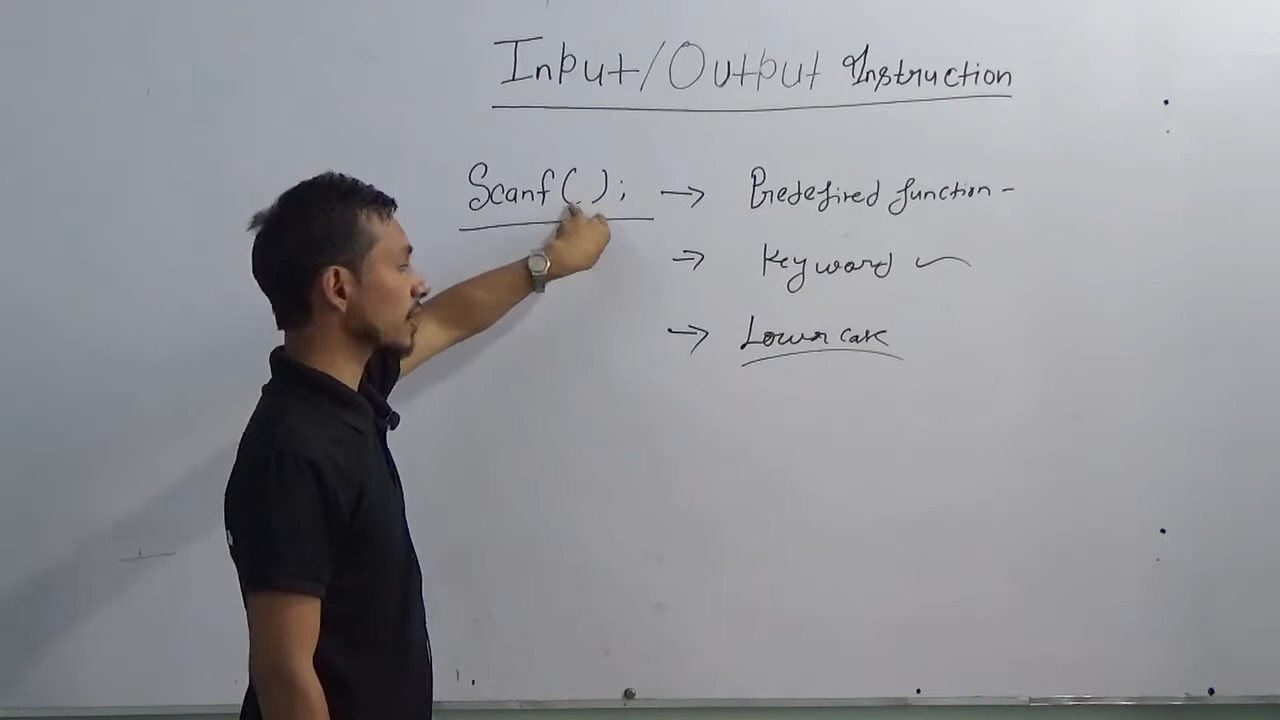 Input/Output Instruction
Scanf( ); → Predefined function -
→ Keyword
→ Lower case